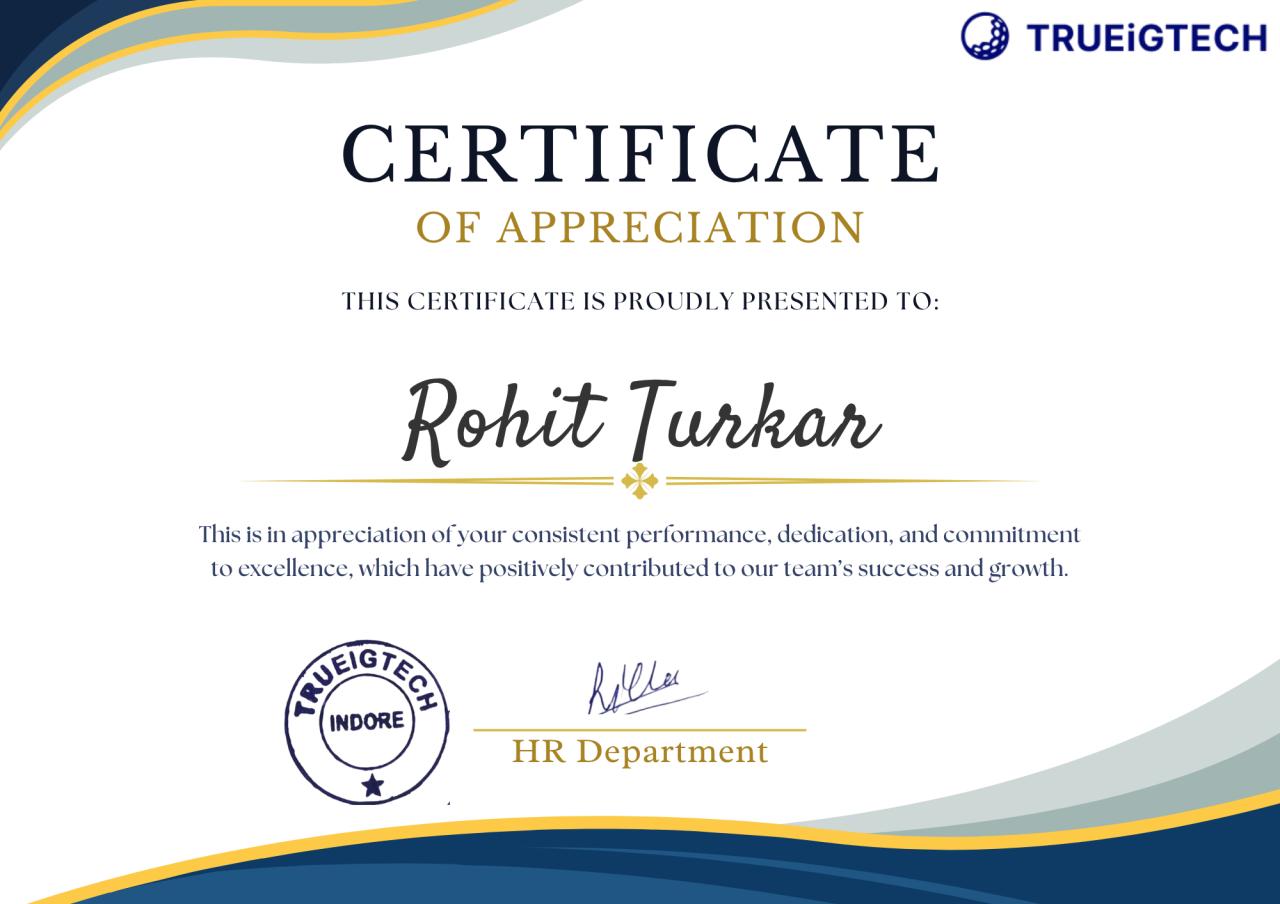 TRUEiGTECH
CERTIFICATE
OF APPRECIATION
THIS CERTIFICATE IS PROUDLY PRESENTED TO:
Rohit Turkar
This is in appreciation of your consistent performance, dedication, and commitment
to excellence, which have positively contributed to our team's success and growth.
TRUEIGTECH
INDORE
HR Department